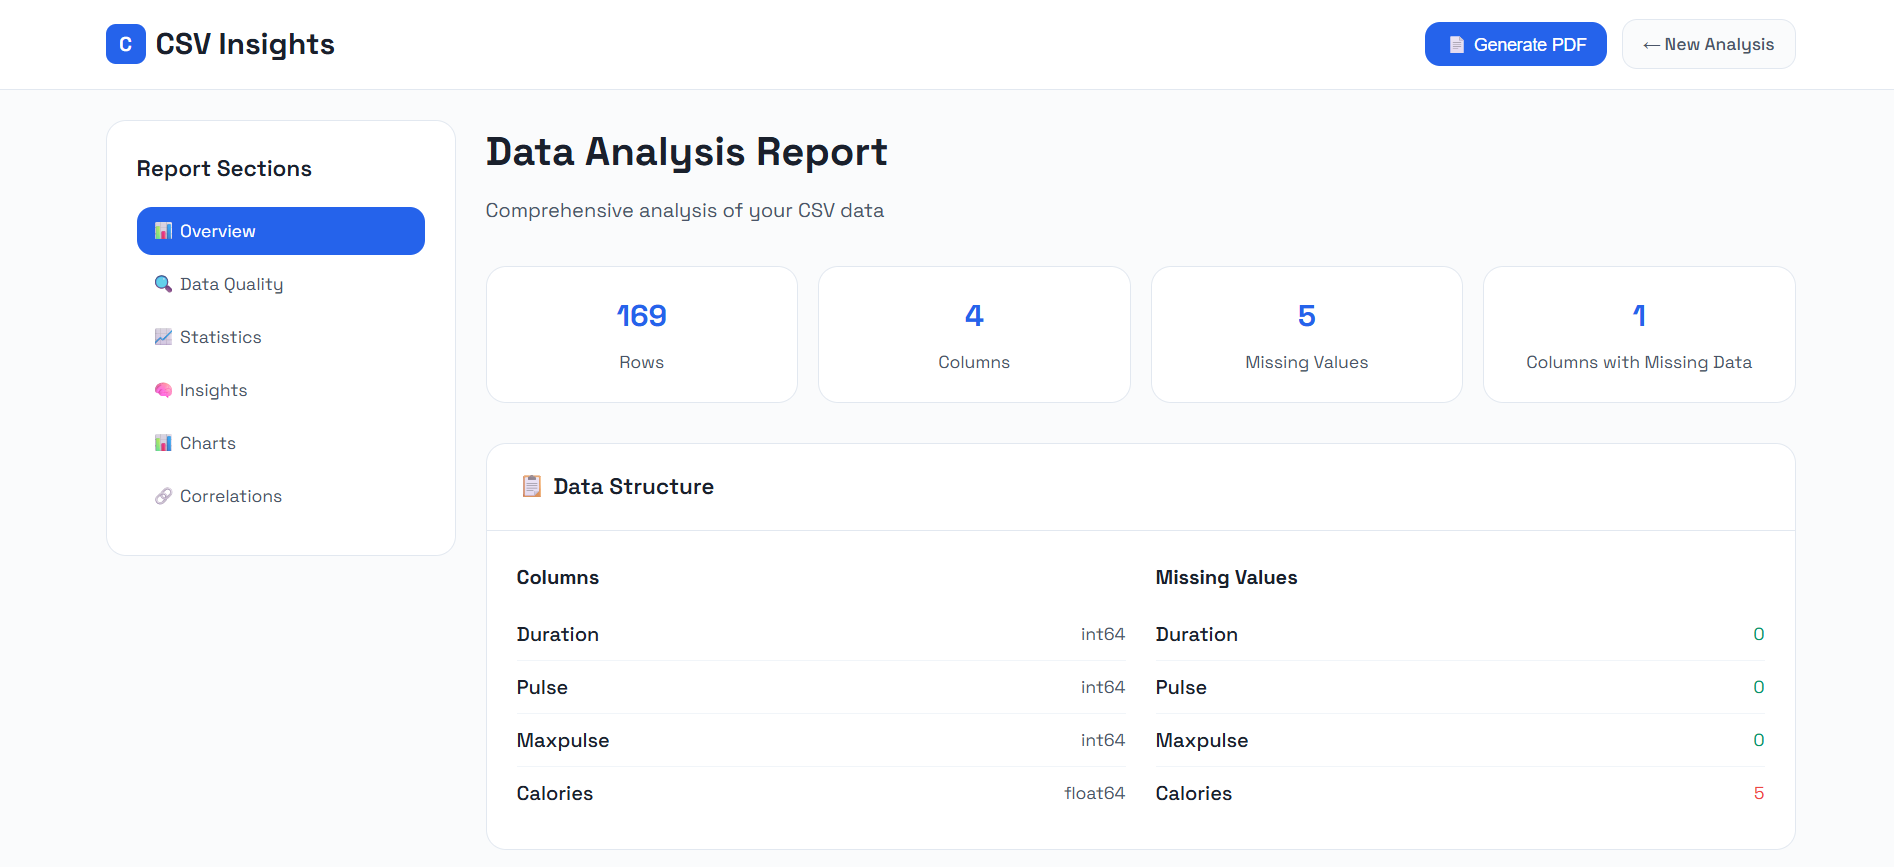 C CSV Insights
Generate PDF
← New Analysis
Report Sections
Overview
Data Quality
Statistics
Insights
Charts
Correlations
Data Analysis Report
Comprehensive analysis of your CSV data
169
Rows
4
Columns
5
Missing Values
1
Columns with Missing Data
Data Structure
Columns
Duration int64
Pulse int64
Maxpulse int64
Calories float64
Missing Values
Duration 0
Pulse 0
Maxpulse 0
Calories 5